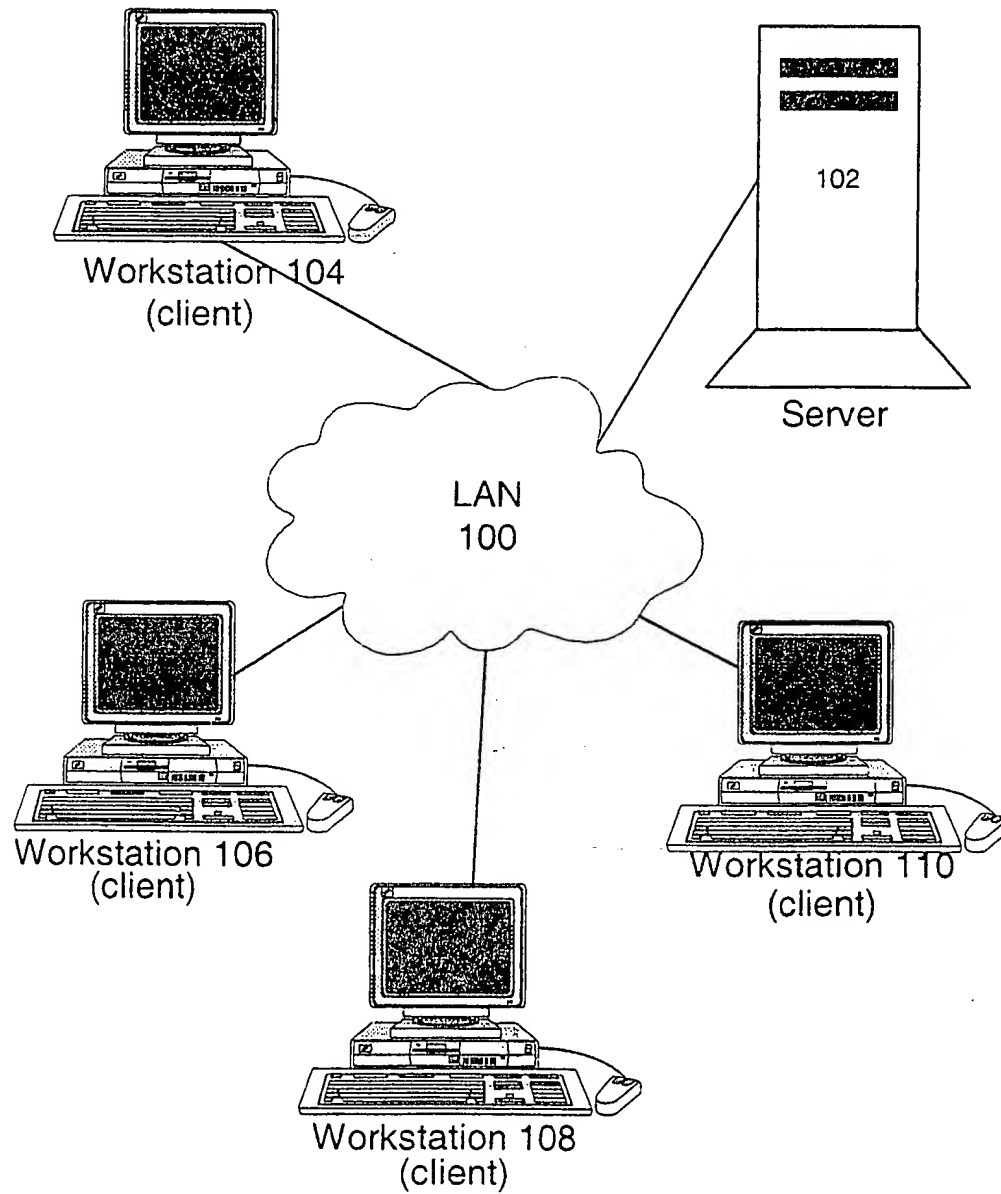 102
Workstation 104
(client)
Server
LAN
100
Workstation 106
(client)
Workstation 110
(client)
Workstation 108
(client)